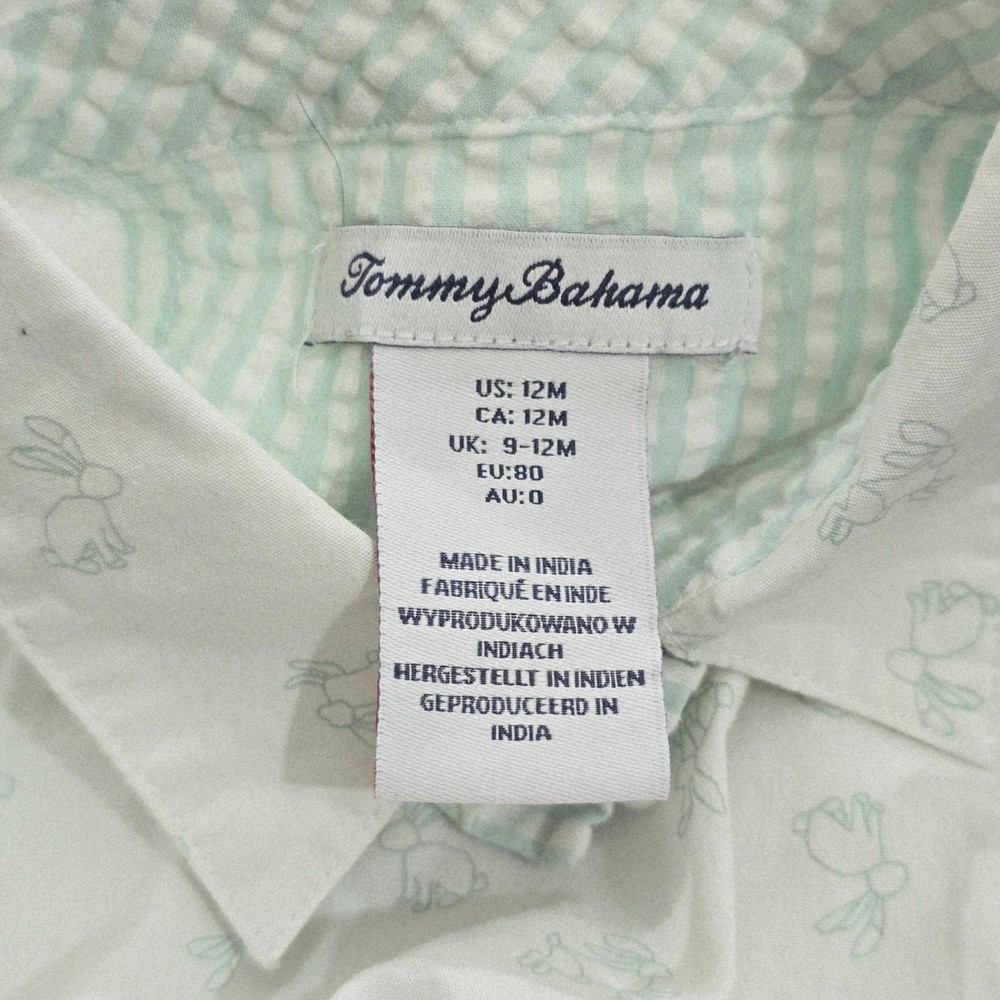 Tommy Bahama
US: 12M
CA: 12M
UK: 9-12M
EU:80
AU:0
MADE IN INDIA
FABRIQUÉ EN INDE
WYPRODUKOWANO W
INDIACH
HERGESTELLT IN INDIEN
GEPRODUCEERD IN
INDIA